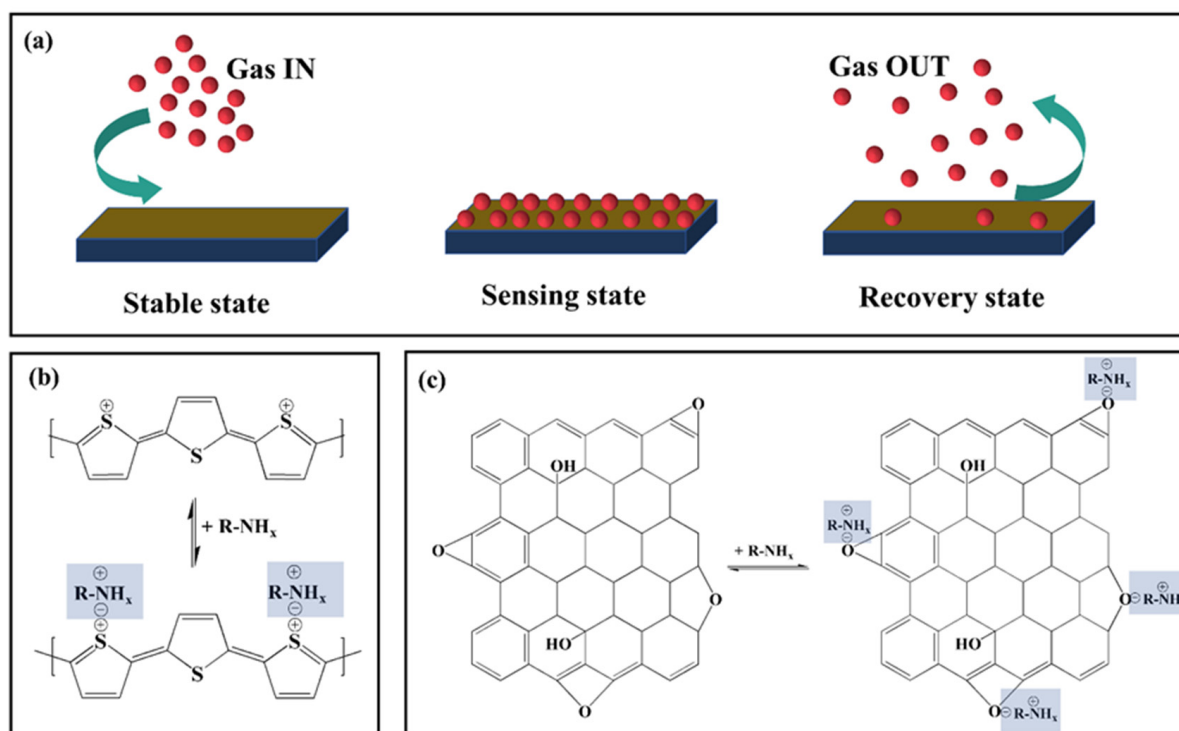 (a)
Gas IN
Gas OUT
Stable state
Sensing state
Recovery state
(b)
⊕ ⊕
S S
S
+ R-NHₓ
⊕ ⊕
R-NHₓ R-NHₓ
⊖ ⊖
⊕ ⊕
S S
S
(c)
O
OH
O
O
HO
O
+ R-NHₓ
⊕
R-NHₓ
⊖
O
OH
⊕
R-NHₓ
⊖
O
⊕
O⊖ R-NH
HO
⊕
O⊖ R-NHₓ